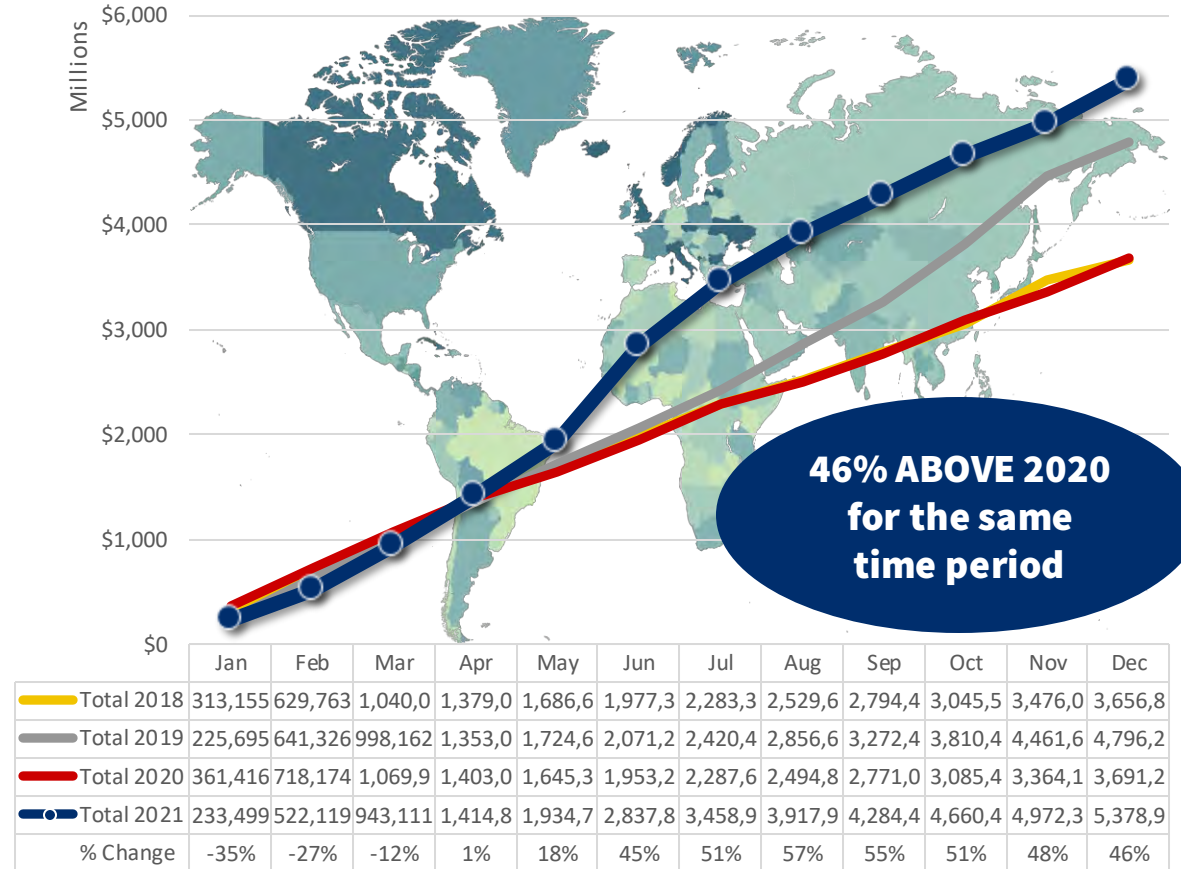 Millions
$6,000
$5,000
$4,000
$3,000
$2,000
$1,000
$0
46% ABOVE 2020
for the same
time period
Jan Feb Mar Apr May Jun Jul Aug Sep Oct Nov Dec
Total 2018 313,155 629,763 1,040,0 1,379,0 1,686,6 1,977,3 2,283,3 2,529,6 2,794,4 3,045,5 3,476,0 3,656,8
Total 2019 225,695 641,326 998,162 1,353,0 1,724,6 2,071,2 2,420,4 2,856,6 3,272,4 3,810,4 4,461,6 4,796,2
Total 2020 361,416 718,174 1,069,9 1,403,0 1,645,3 1,953,2 2,287,6 2,494,8 2,771,0 3,085,4 3,364,1 3,691,2
Total 2021 233,499 522,119 943,111 1,414,8 1,934,7 2,837,8 3,458,9 3,917,9 4,284,4 4,660,4 4,972,3 5,378,9
% Change -35% -27% -12% 1% 18% 45% 51% 57% 55% 51% 48% 46%